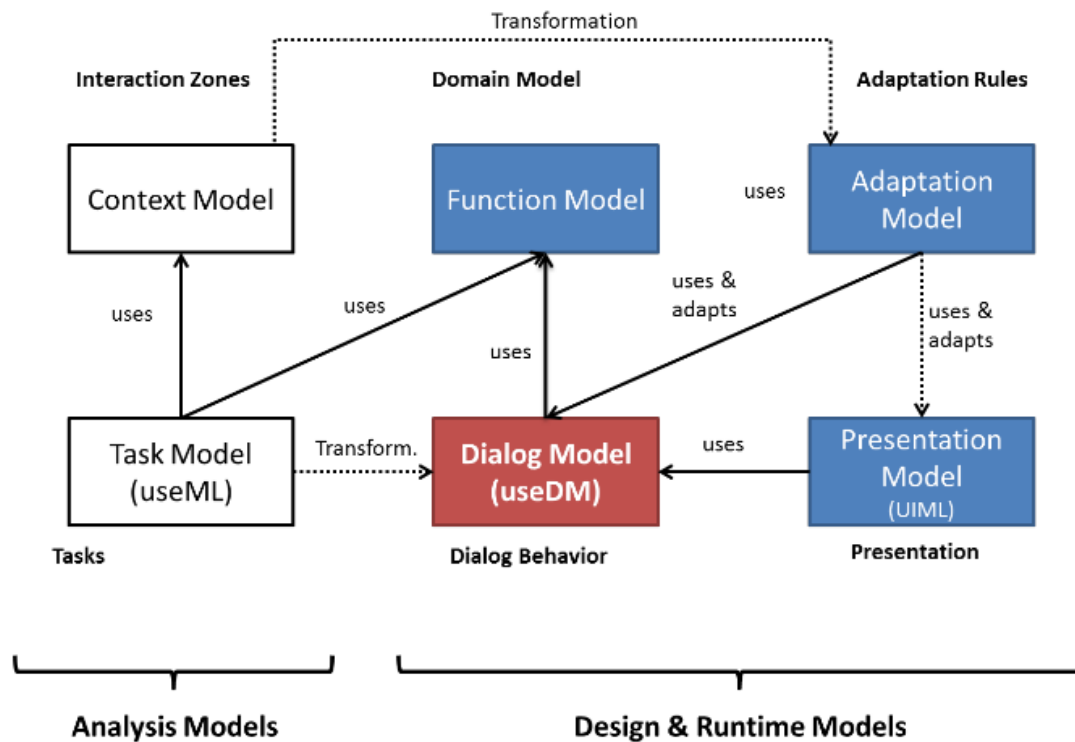 Transformation
Interaction Zones
Domain Model
Adaptation Rules
Context Model
Function Model
uses
Adaptation
Model
uses
uses
uses &
adapts
uses &
adapts
uses
Task Model
(useML)
Transform.
Dialog Model
(useDM)
uses
Presentation
Model
(UIML)
Tasks
Dialog Behavior
Presentation
Analysis Models
Design & Runtime Models